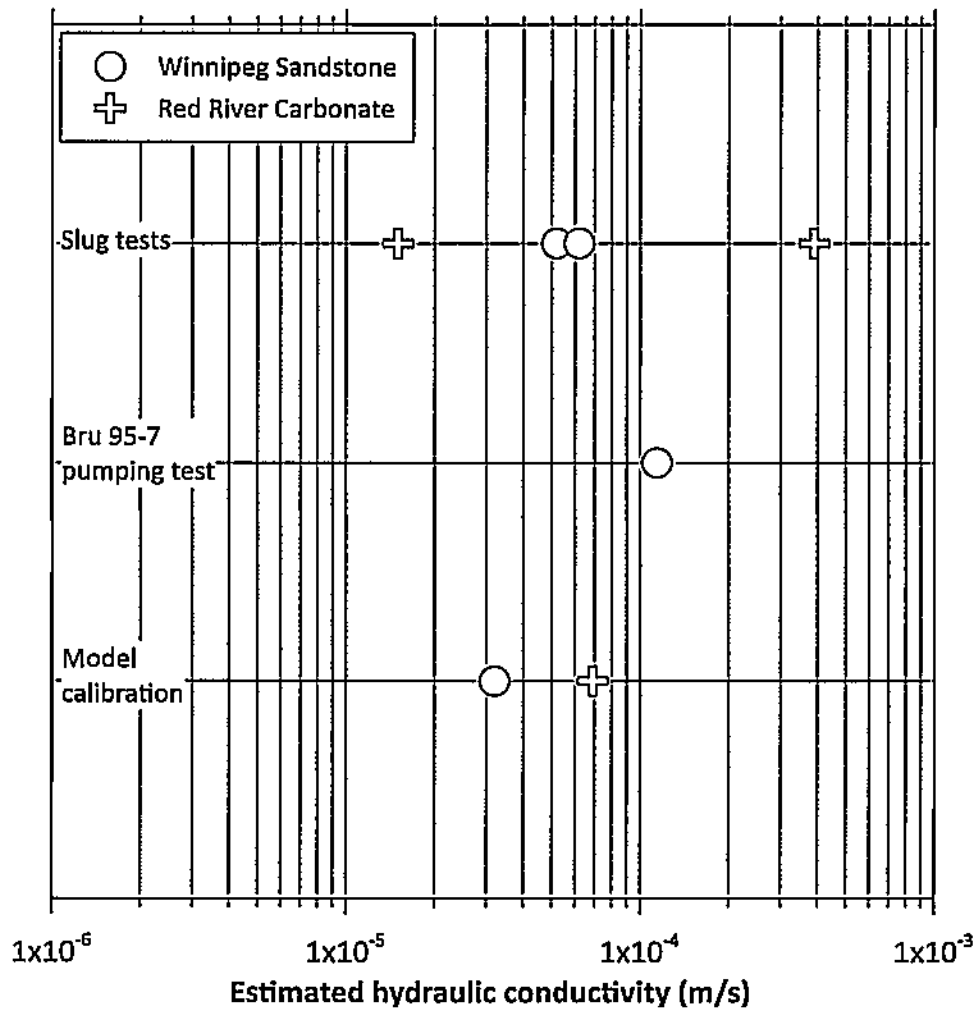 Winnipeg Sandstone
Red River Carbonate
Slug tests
Bru 95-7
pumping test
Model
calibration
1x10⁻⁶ 1x10⁻⁵ 1x10⁻⁴ 1x10⁻³
Estimated hydraulic conductivity (m/s)